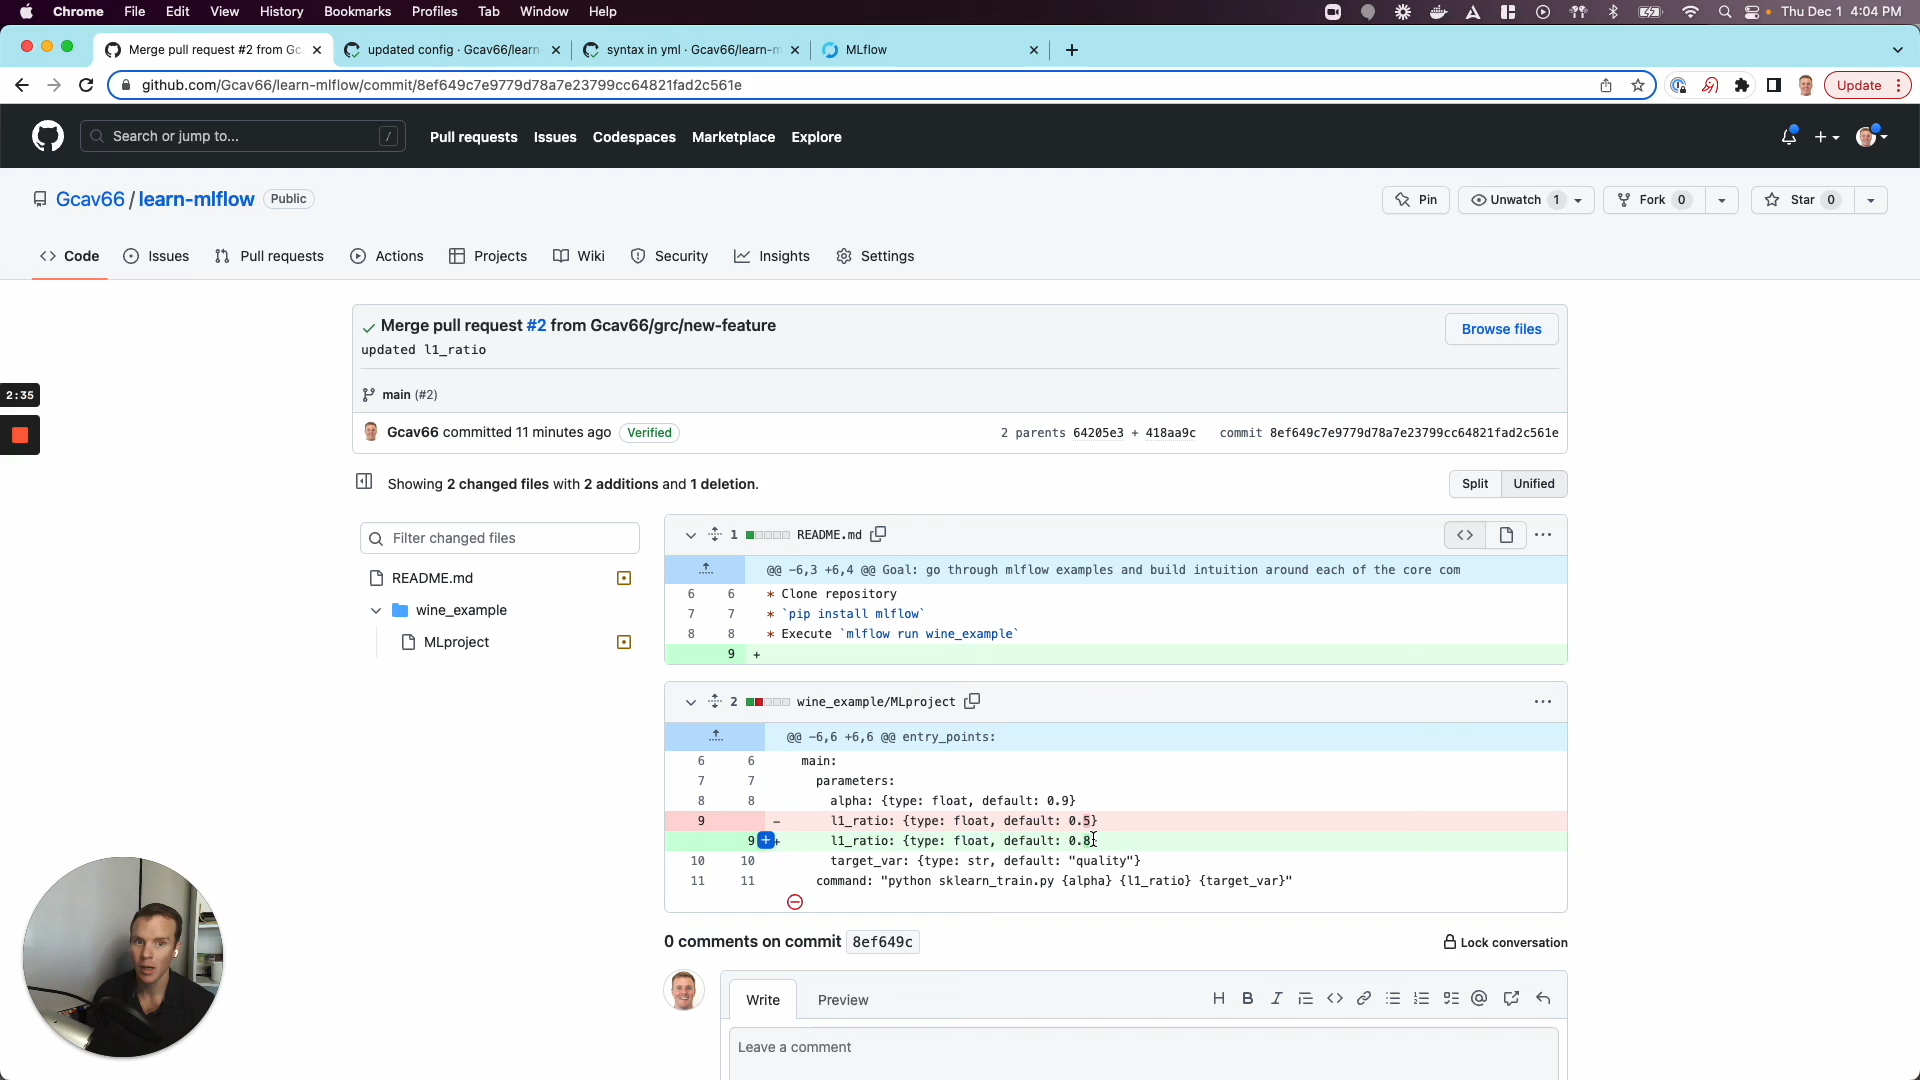 Chrome File Edit View History Bookmarks Profiles Tab Window Help Thu Dec 1 4:04 PM
Merge pull request #2 from Gc updated config · Gcav66/learn- syntax in yml · Gcav66/learn-m MLflow
github.com/Gcav66/learn-mlflow/commit/8ef649c7e9779d78a7e23799cc64821fad2c561e Update
Search or jump to... / Pull requests Issues Codespaces Marketplace Explore
Gcav66 / learn-mlflow Public Pin Unwatch 1 Fork 0 Star 0
Code Issues Pull requests Actions Projects Wiki Security Insights Settings
Merge pull request #2 from Gcav66/grc/new-feature Browse files
updated l1_ratio
2:35
main (#2)
Gcav66 committed 11 minutes ago Verified 2 parents 64205e3 + 418aa9c commit 8ef649c7e9779d78a7e23799cc64821fad2c561e
Showing 2 changed files with 2 additions and 1 deletion. Split Unified
Filter changed files
README.md
wine_example
MLproject
1 README.md
@@ -6,3 +6,4 @@ Goal: go through mlflow examples and build intuition around each of the core com
6 6 * Clone repository
7 7 * `pip install mlflow`
8 8 * Execute `mlflow run wine_example`
9 +
2 wine_example/MLproject
@@ -6,6 +6,6 @@ entry_points:
6 6 main:
7 7 parameters:
8 8 alpha: {type: float, default: 0.9}
9 - l1_ratio: {type: float, default: 0.5}
9 + l1_ratio: {type: float, default: 0.8}
10 10 target_var: {type: str, default: "quality"}
11 11 command: "python sklearn_train.py {alpha} {l1_ratio} {target_var}"
0 comments on commit 8ef649c Lock conversation
Write Preview
Leave a comment